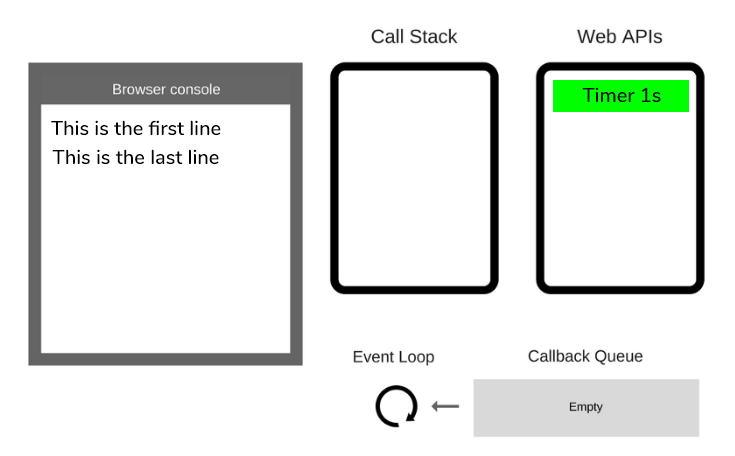 Call Stack
Web APIs
Browser console
This is the first line
This is the last line
Timer 1s
Event Loop
Callback Queue
Empty